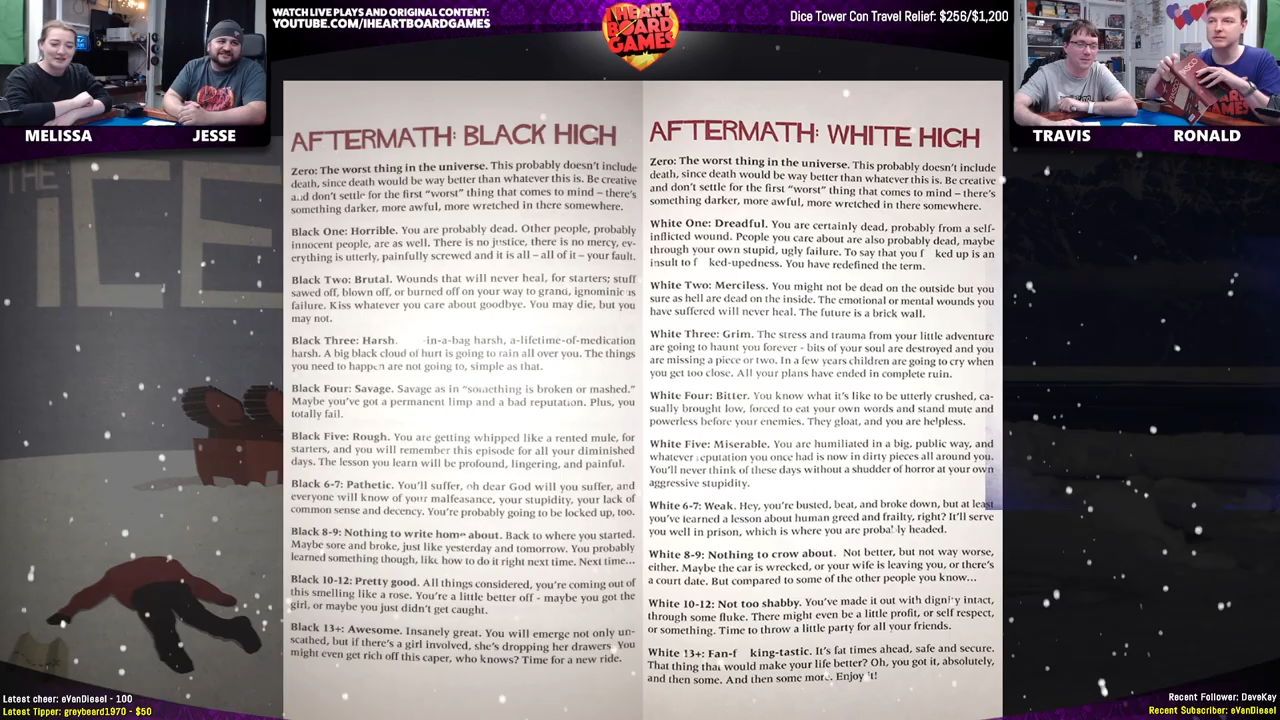 WATCH LIVE PLAYS AND ORIGINAL CONTENT:
YOUTUBE.COM/IHEARTBOARDGAMES
I HEART
BOARD
GAMES
Dice Tower Con Travel Relief: $256/$1,200
MELISSA
JESSE
TRAVIS
RONALD
THE
ICE
AFTERMATH: BLACK HIGH
Zero: The worst thing in the universe. This probably doesn't include
death, since death would be way better than whatever this is. Be creative
and don't settle for the first "worst" thing that comes to mind – there's
something darker, more awful, more wretched in there somewhere.
Black One: Horrible. You are probably dead. Other people, probably
innocent people, are as well. There is no justice, there is no mercy, ev-
erything is utterly, painfully screwed and it is all – all of it – your fault.
Black Two: Brutal. Wounds that will never heal, for starters; stuff
sawed off, blown off, or burned off on your way to grand, ignominious
failure. Kiss whatever you care about goodbye. You may die, but you
may not.
Black Three: Harsh. -in-a-bag harsh, a-lifetime-of-medication
harsh. A big black cloud of hurt is going to rain all over you. The things
you need to happen are not going to, simple as that.
Black Four: Savage. Savage as in "something is broken or mashed."
Maybe you've got a permanent limp and a bad reputation. Plus, you
totally fail.
Black Five: Rough. You are getting whipped like a rented mule, for
starters, and you will remember this episode for all your diminished
days. The lesson you learn will be profound, lingering, and painful.
Black 6-7: Pathetic. You'll suffer, oh dear God will you suffer, and
everyone will know of your malfeasance, your stupidity, your lack of
common sense and decency. You're probably going to be locked up, too.
Black 8-9: Nothing to write home about. Back to where you started.
Maybe sore and broke, just like yesterday and tomorrow. You probably
learned something though, like how to do it right next time. Next time...
Black 10-12: Pretty good. All things considered, you're coming out of
this smelling like a rose. You're a little better off - maybe you got the
girl, or maybe you just didn't get caught.
Black 13+: Awesome. Insanely great. You will emerge not only un-
scathed, but if there's a girl involved, she's dropping her drawers. You
might even get rich off this caper, who knows? Time for a new ride.
AFTERMATH: WHITE HIGH
Zero: The worst thing in the universe. This probably doesn't include
death, since death would be way better than whatever this is. Be creative
and don't settle for the first "worst" thing that comes to mind – there's
something darker, more awful, more wretched in there somewhere.
White One: Dreadful. You are certainly dead, probably from a self-
inflicted wound. People you care about are also probably dead, maybe
through your own stupid, ugly failure. To say that you f ked up is an
insult to f ked-upedness. You have redefined the term.
White Two: Merciless. You might not be dead on the outside but you
sure as hell are dead on the inside. The emotional or mental wounds you
have suffered will never heal. The future is a brick wall.
White Three: Grim. The stress and trauma from your little adventure
are going to haunt you forever - bits of your soul are destroyed and you
are missing a piece or two. In a few years children are going to cry when
you get too close. All your plans have ended in complete ruin.
White Four: Bitter. You know what it's like to be utterly crushed, ca-
sually brought low, forced to eat your own words and stand mute and
powerless before your enemies. They gloat, and you are helpless.
White Five: Miserable. You are humiliated in a big, public way, and
whatever reputation you once had is now in dirty pieces all around you.
You'll never think of these days without a shudder of horror at your own
aggressive stupidity.
White 6-7: Weak. Hey, you're busted, beat, and broke down, but at least
you've learned a lesson about human greed and frailty, right? It'll serve
you well in prison, which is where you are probably headed.
White 8-9: Nothing to crow about. Not better, but not way worse,
either. Maybe the car is wrecked, or your wife is leaving you, or there's
a court date. But compared to some of the other people you know...
White 10-12: Not too shabby. You've made it out with dignity intact,
through some fluke. There might even be a little profit, or self respect,
or something. Time to throw a little party for all your friends.
White 13+: Fan-f king-tastic. It's fat times ahead, safe and secure.
That thing that would make your life better? Oh, you got it, absolutely,
and then some. And then some more. Enjoy it!
Latest cheer: eVanDiesel - 100
Latest Tipper: greybeard1970 - $50
Recent Follower: DaveKay
Recent Subscriber: eVanDiesel